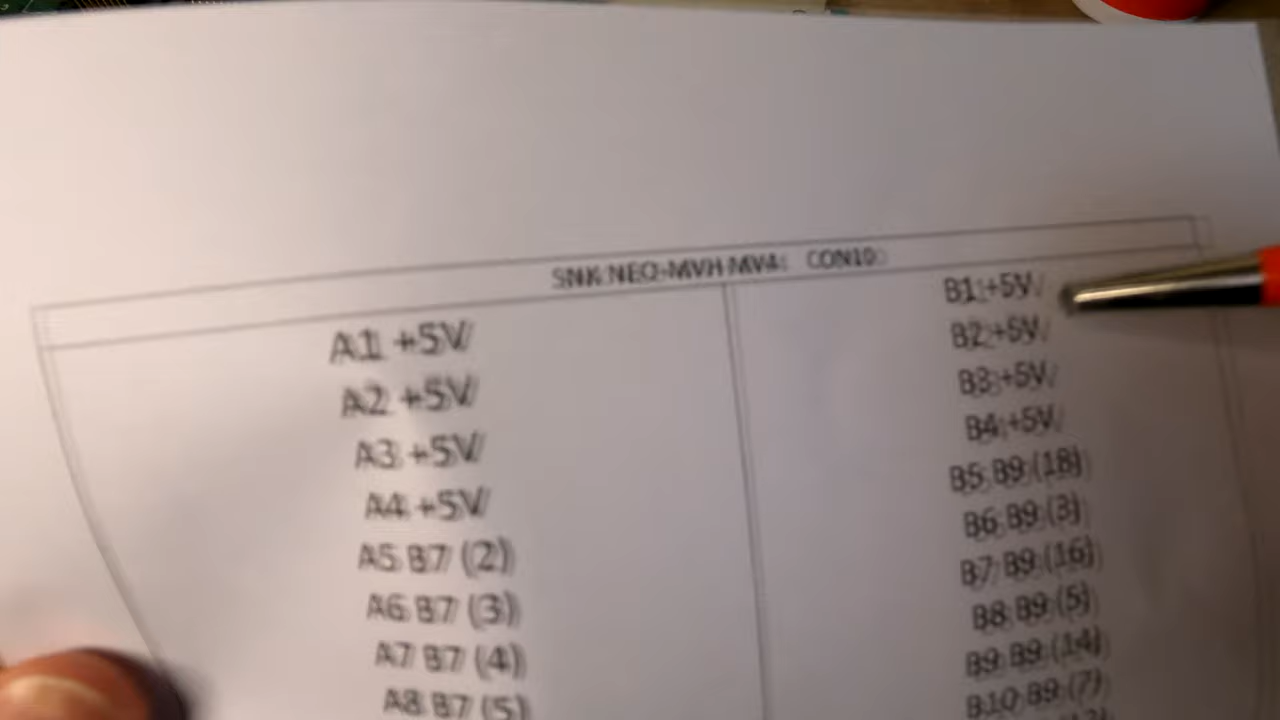 SNK NEO-MVH MV4 CON10
A1 +5V
A2 +5V
A3 +5V
A4 +5V
A5 B7 (2)
A6 B7 (3)
A7 B7 (4)
A8 B7 (5)
B1 +5V
B2 +5V
B3 +5V
B4 +5V
B5 B9 (18)
B6 B9 (3)
B7 B9 (16)
B8 B9 (5)
B9 B9 (14)
B10 B9 (7)